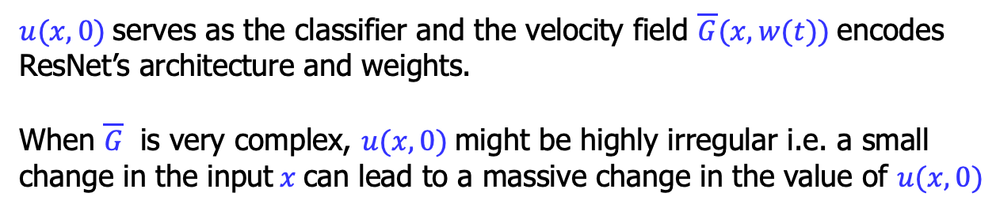 u(x, 0) serves as the classifier and the velocity field G̅(x, w(t)) encodes
ResNet’s architecture and weights.
When G̅ is very complex, u(x, 0) might be highly irregular i.e. a small
change in the input x can lead to a massive change in the value of u(x, 0)